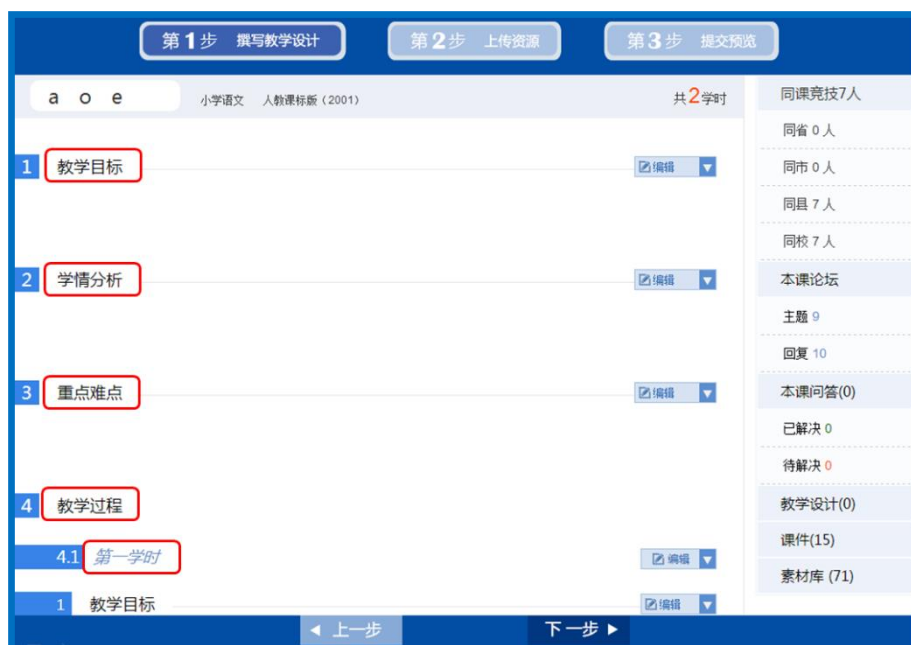 第1步 撰写教学设计 第2步 上传资源 第3步 提交预览
a o e 小学语文 人教课标版（2001） 共2学时
1 教学目标 编辑
2 学情分析 编辑
3 重点难点 编辑
4 教学过程
4.1 第一学时 编辑
1 教学目标 编辑
同课竞技7人
同省 0 人
同市 0 人
同县 7 人
同校 7 人
本课论坛
主题 9
回复 10
本课问答(0)
已解决 0
待解决 0
教学设计(0)
课件(15)
素材库 (71)
上一步 下一步